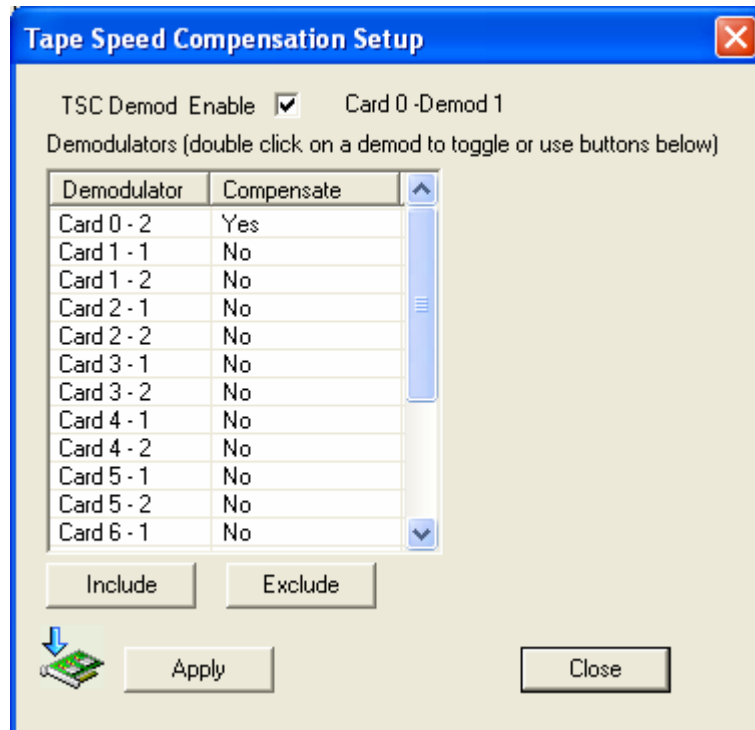 Tape Speed Compensation Setup
TSC Demod Enable Card 0 -Demod 1
Demodulators (double click on a demod to toggle or use buttons below)
Demodulator Compensate
Card 0 - 2 Yes
Card 1 - 1 No
Card 1 - 2 No
Card 2 - 1 No
Card 2 - 2 No
Card 3 - 1 No
Card 3 - 2 No
Card 4 - 1 No
Card 4 - 2 No
Card 5 - 1 No
Card 5 - 2 No
Card 6 - 1 No
Include Exclude
Apply Close